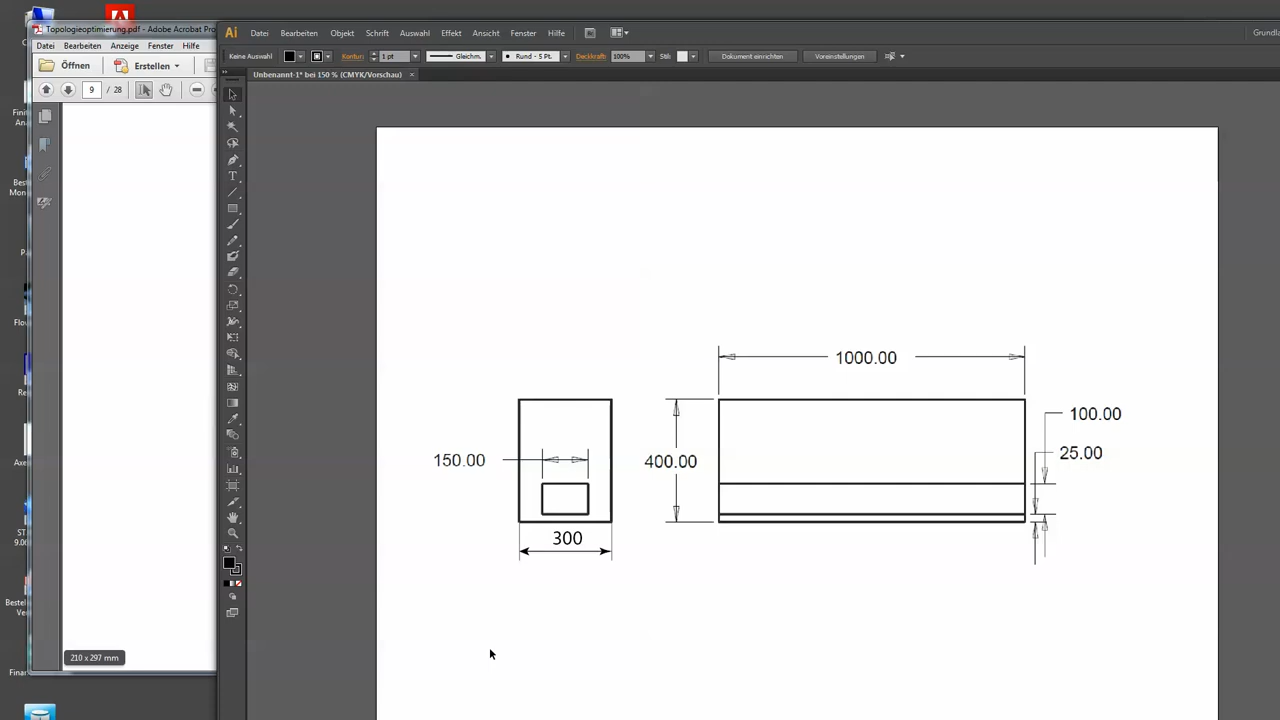 Topologieoptimierung.pdf - Adobe Acrobat Pro
Datei Bearbeiten Anzeige Fenster Hilfe
Öffnen Erstellen
9 / 28
Ai Datei Bearbeiten Objekt Schrift Auswahl Effekt Ansicht Fenster Hilfe
Keine Auswahl Kontur: 1 pt Gleichm. Rund - 5 Pt. Deckkraft: 100% Stil: Dokument einrichten Voreinstellungen
Unbenannt-1* bei 150 % (CMYK/Vorschau) ×
1000.00
100.00
25.00
150.00
400.00
300
210 x 297 mm